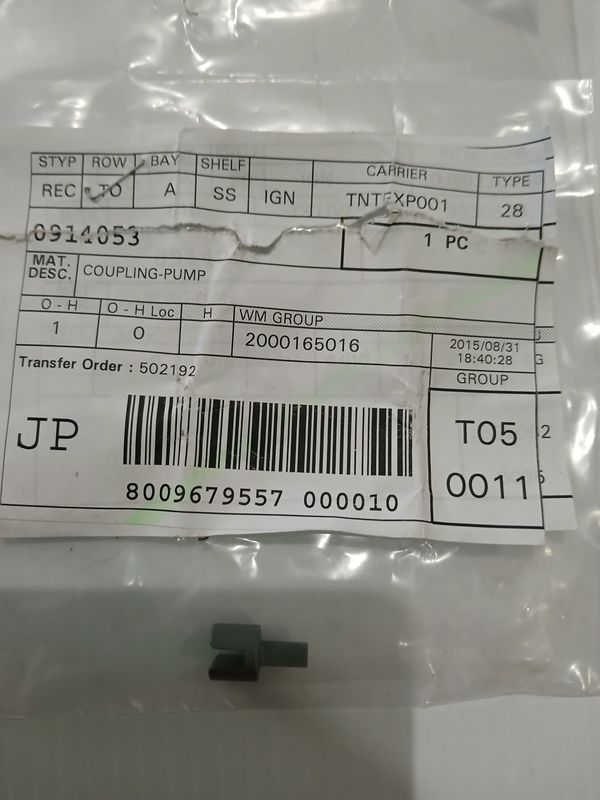 STYP ROW BAY SHELF CARRIER TYPE
REC TO A SS IGN TNTEXP001 28
0914053 1 PC
MAT. DESC. COUPLING-PUMP
O - H O - H Loc H WM GROUP
1 O 2000165016 2015/08/31 18:40:28
Transfer Order : 502192 GROUP
JP T05
8009679557 000010 0011